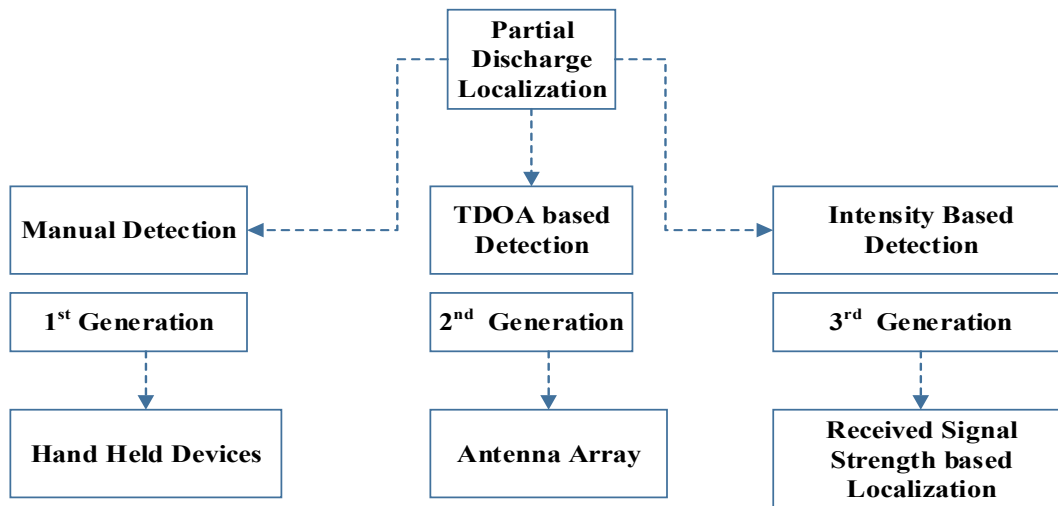 Partial
Discharge
Localization
Manual Detection
TDOA based
Detection
Intensity Based
Detection
1st Generation
2nd Generation
3rd Generation
Hand Held Devices
Antenna Array
Received Signal
Strength based
Localization